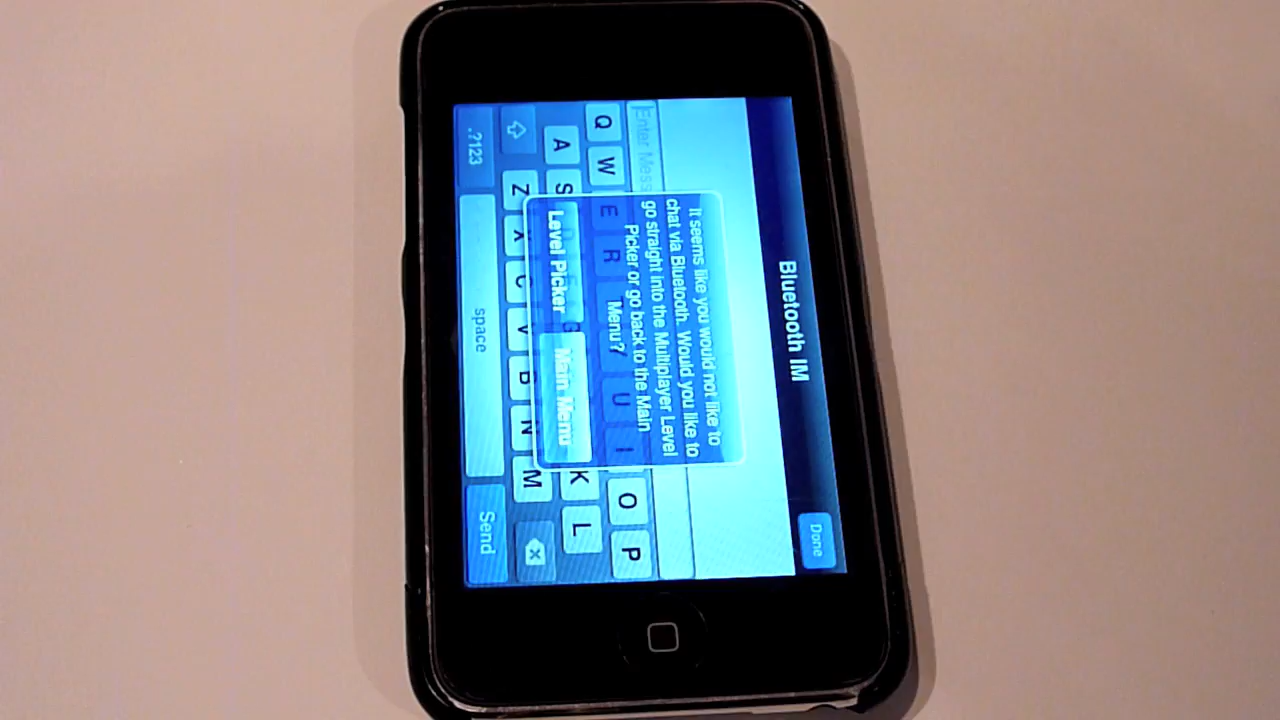 Bluetooth IM
Done
It seems like you would not like to
chat via Bluetooth. Would you like to
go straight into the Multiplayer Level
Picker or go back to the Main
Menu?
Level Picker
Main Menu
Enter Mess
Q W E R U I O P
A S K L
Z X C V B N M
.?123
space
Send